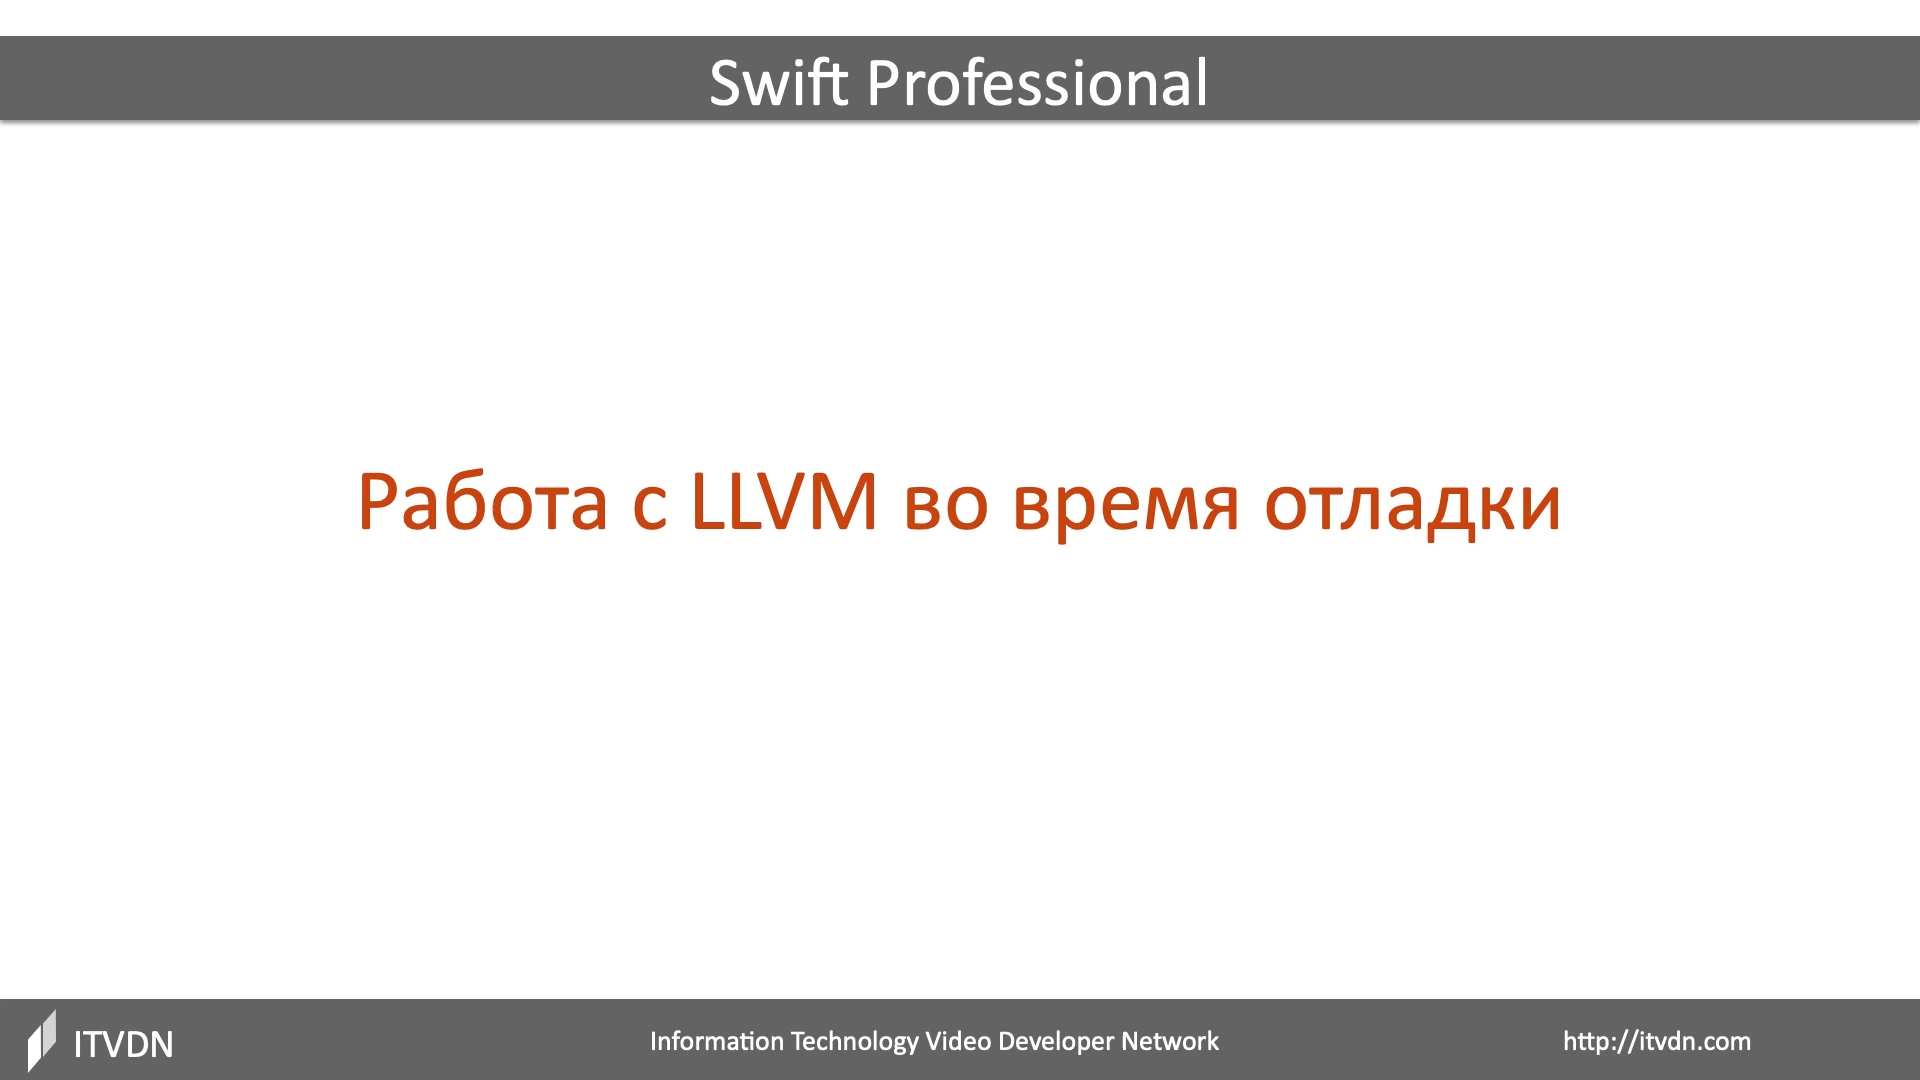 Swift Professional
Работа с LLVM во время отладки
ITVDN
Information Technology Video Developer Network
http://itvdn.com